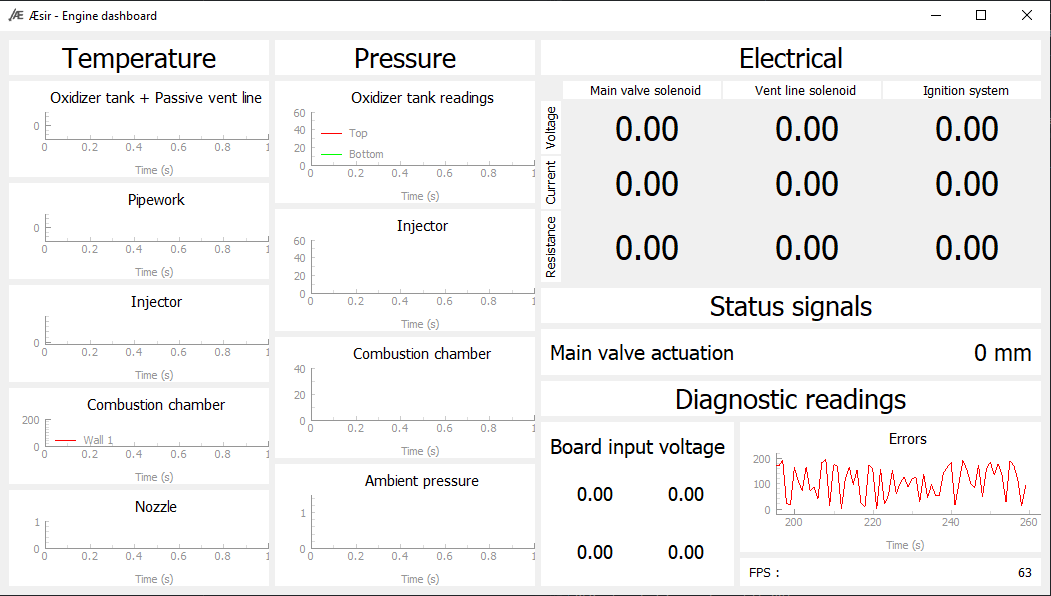 Æsir - Engine dashboard
Temperature
Oxidizer tank + Passive vent line
0
0 0.2 0.4 0.6 0.8 1
Time (s)
Pipework
0
0 0.2 0.4 0.6 0.8 1
Time (s)
Injector
0
0 0.2 0.4 0.6 0.8 1
Time (s)
Combustion chamber
200
Wall 1
0
0 0.2 0.4 0.6 0.8 1
Time (s)
Nozzle
1
0
0 0.2 0.4 0.6 0.8 1
Time (s)
Pressure
Oxidizer tank readings
60
40
Top
20
Bottom
0
0 0.2 0.4 0.6 0.8 1
Time (s)
Injector
60
40
20
0
0 0.2 0.4 0.6 0.8 1
Time (s)
Combustion chamber
40
20
0
0 0.2 0.4 0.6 0.8 1
Time (s)
Ambient pressure
1
0
0 0.2 0.4 0.6 0.8 1
Time (s)
Electrical
Main valve solenoid Vent line solenoid Ignition system
Voltage 0.00 0.00 0.00
Current 0.00 0.00 0.00
Resistance 0.00 0.00 0.00
Status signals
Main valve actuation 0 mm
Diagnostic readings
Board input voltage
0.00 0.00
0.00 0.00
Errors
200
100
0
200 220 240 260
Time (s)
FPS : 63